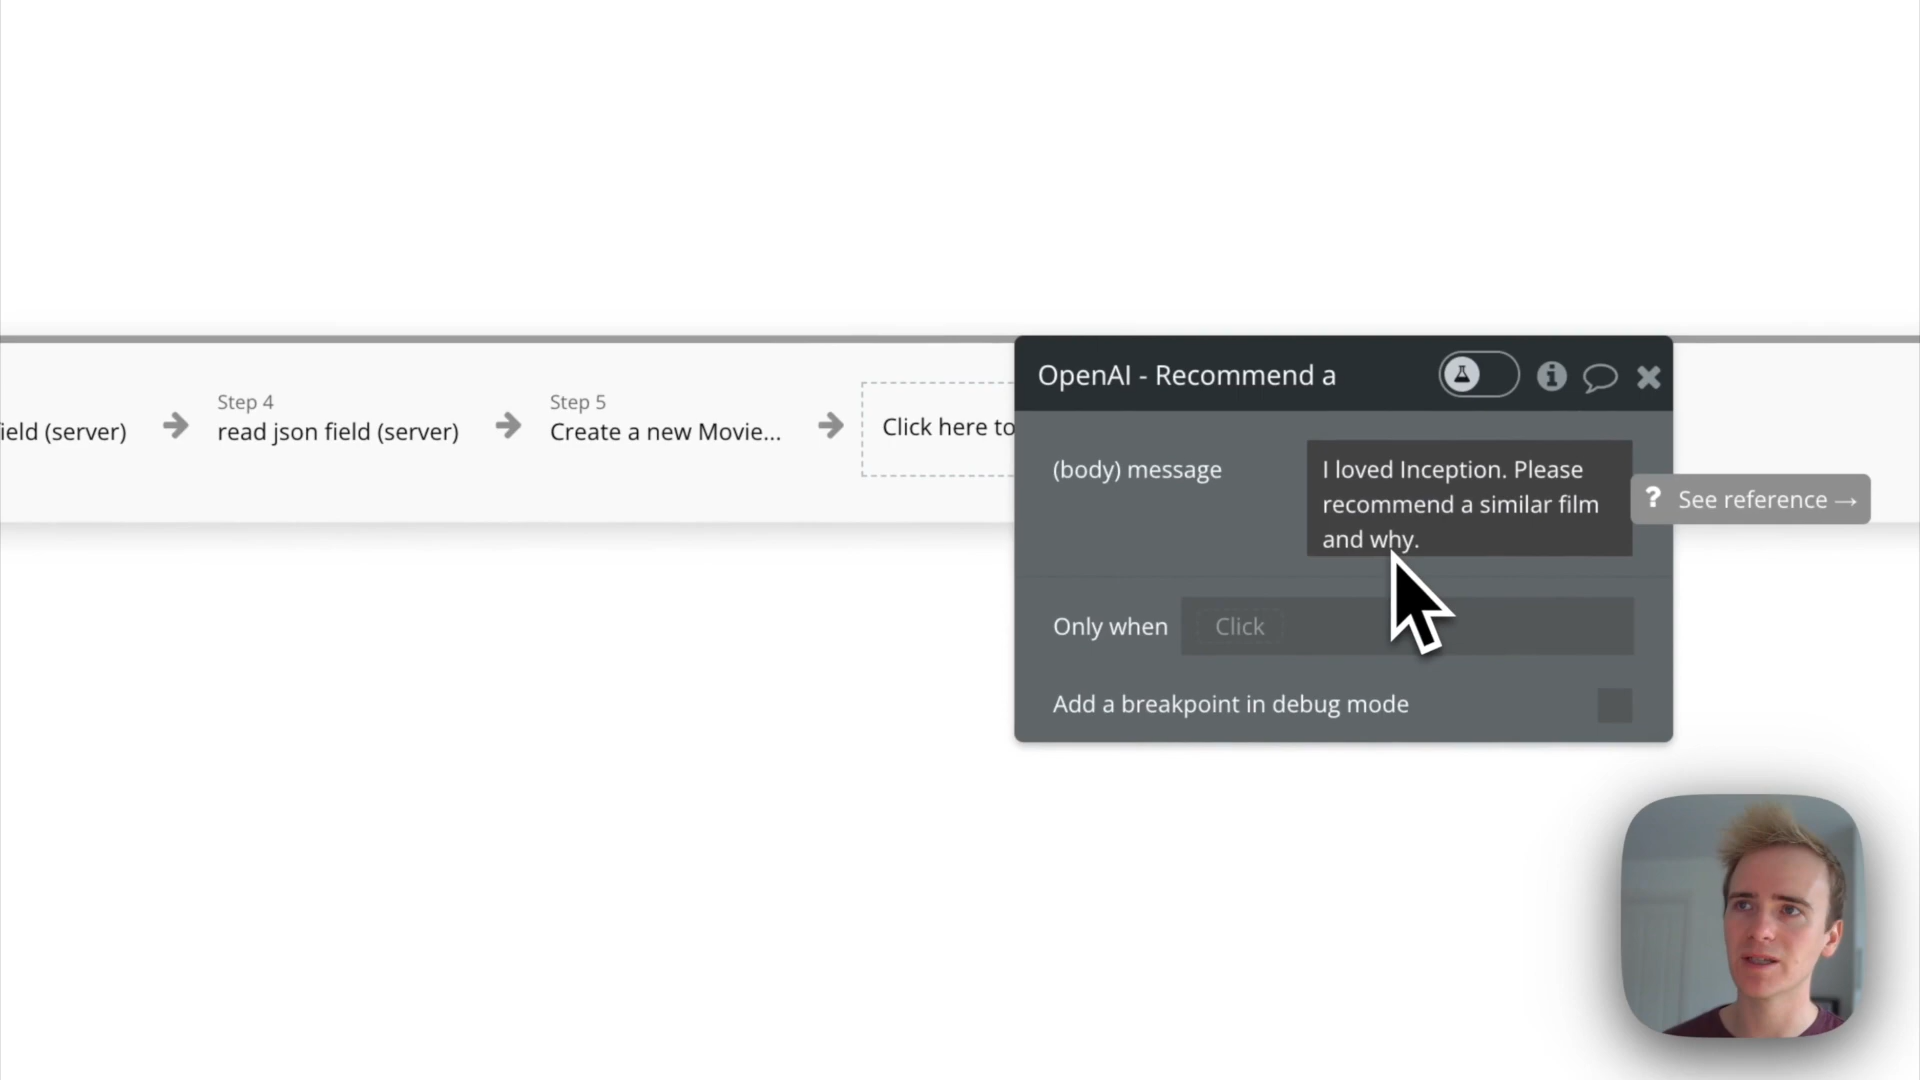 Step 4
Step 5
ield (server)
read json field (server)
Create a new Movie...
Click here to
OpenAI - Recommend a
(body) message
I loved Inception. Please
recommend a similar film
and why.
? See reference →
Only when
Click
Add a breakpoint in debug mode